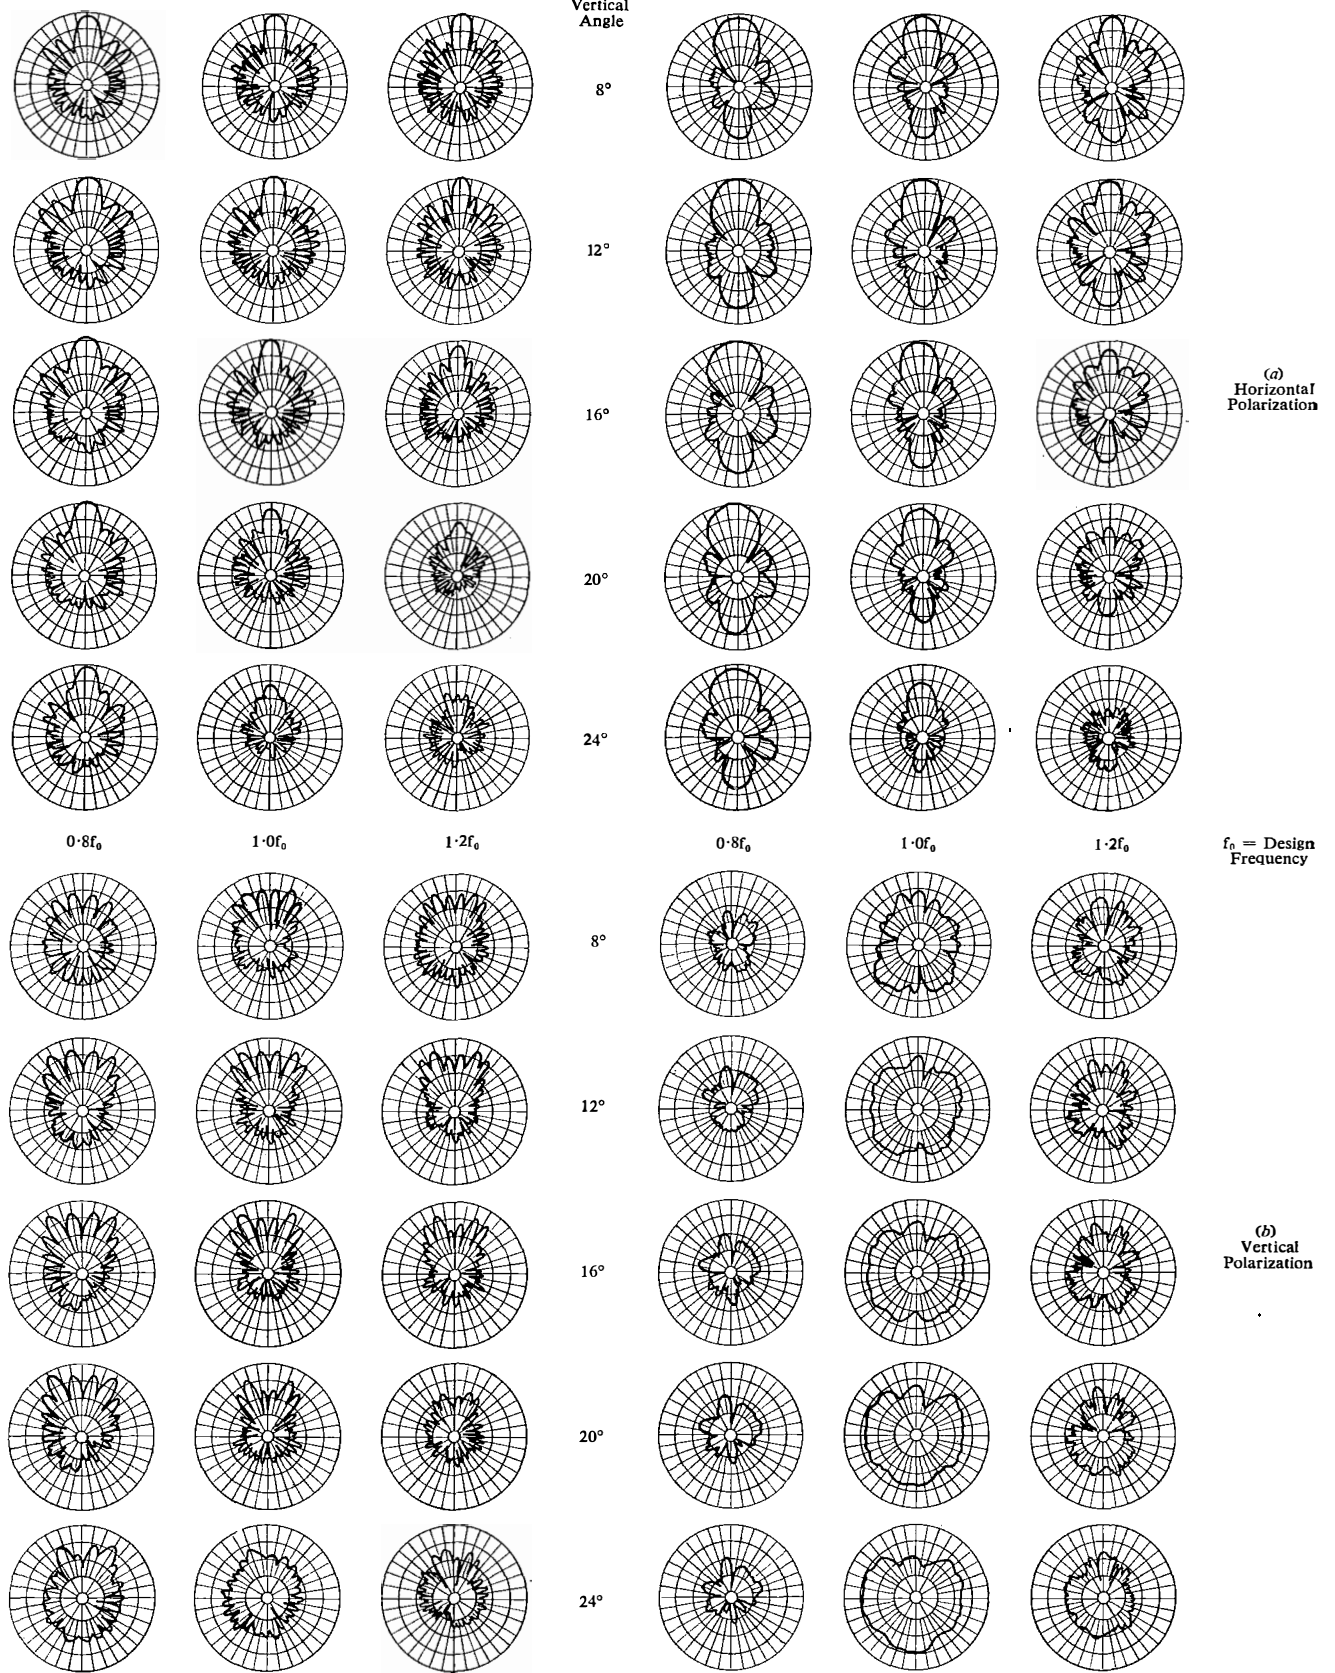 Vertical
Angle
8°
12°
16°
(a)
Horizontal
Polarization
20°
24°
0·8f₀
1·0f₀
1·2f₀
0·8f₀
1·0f₀
1·2f₀
f₀ = Design
Frequency
8°
12°
16°
(b)
Vertical
Polarization
20°
24°